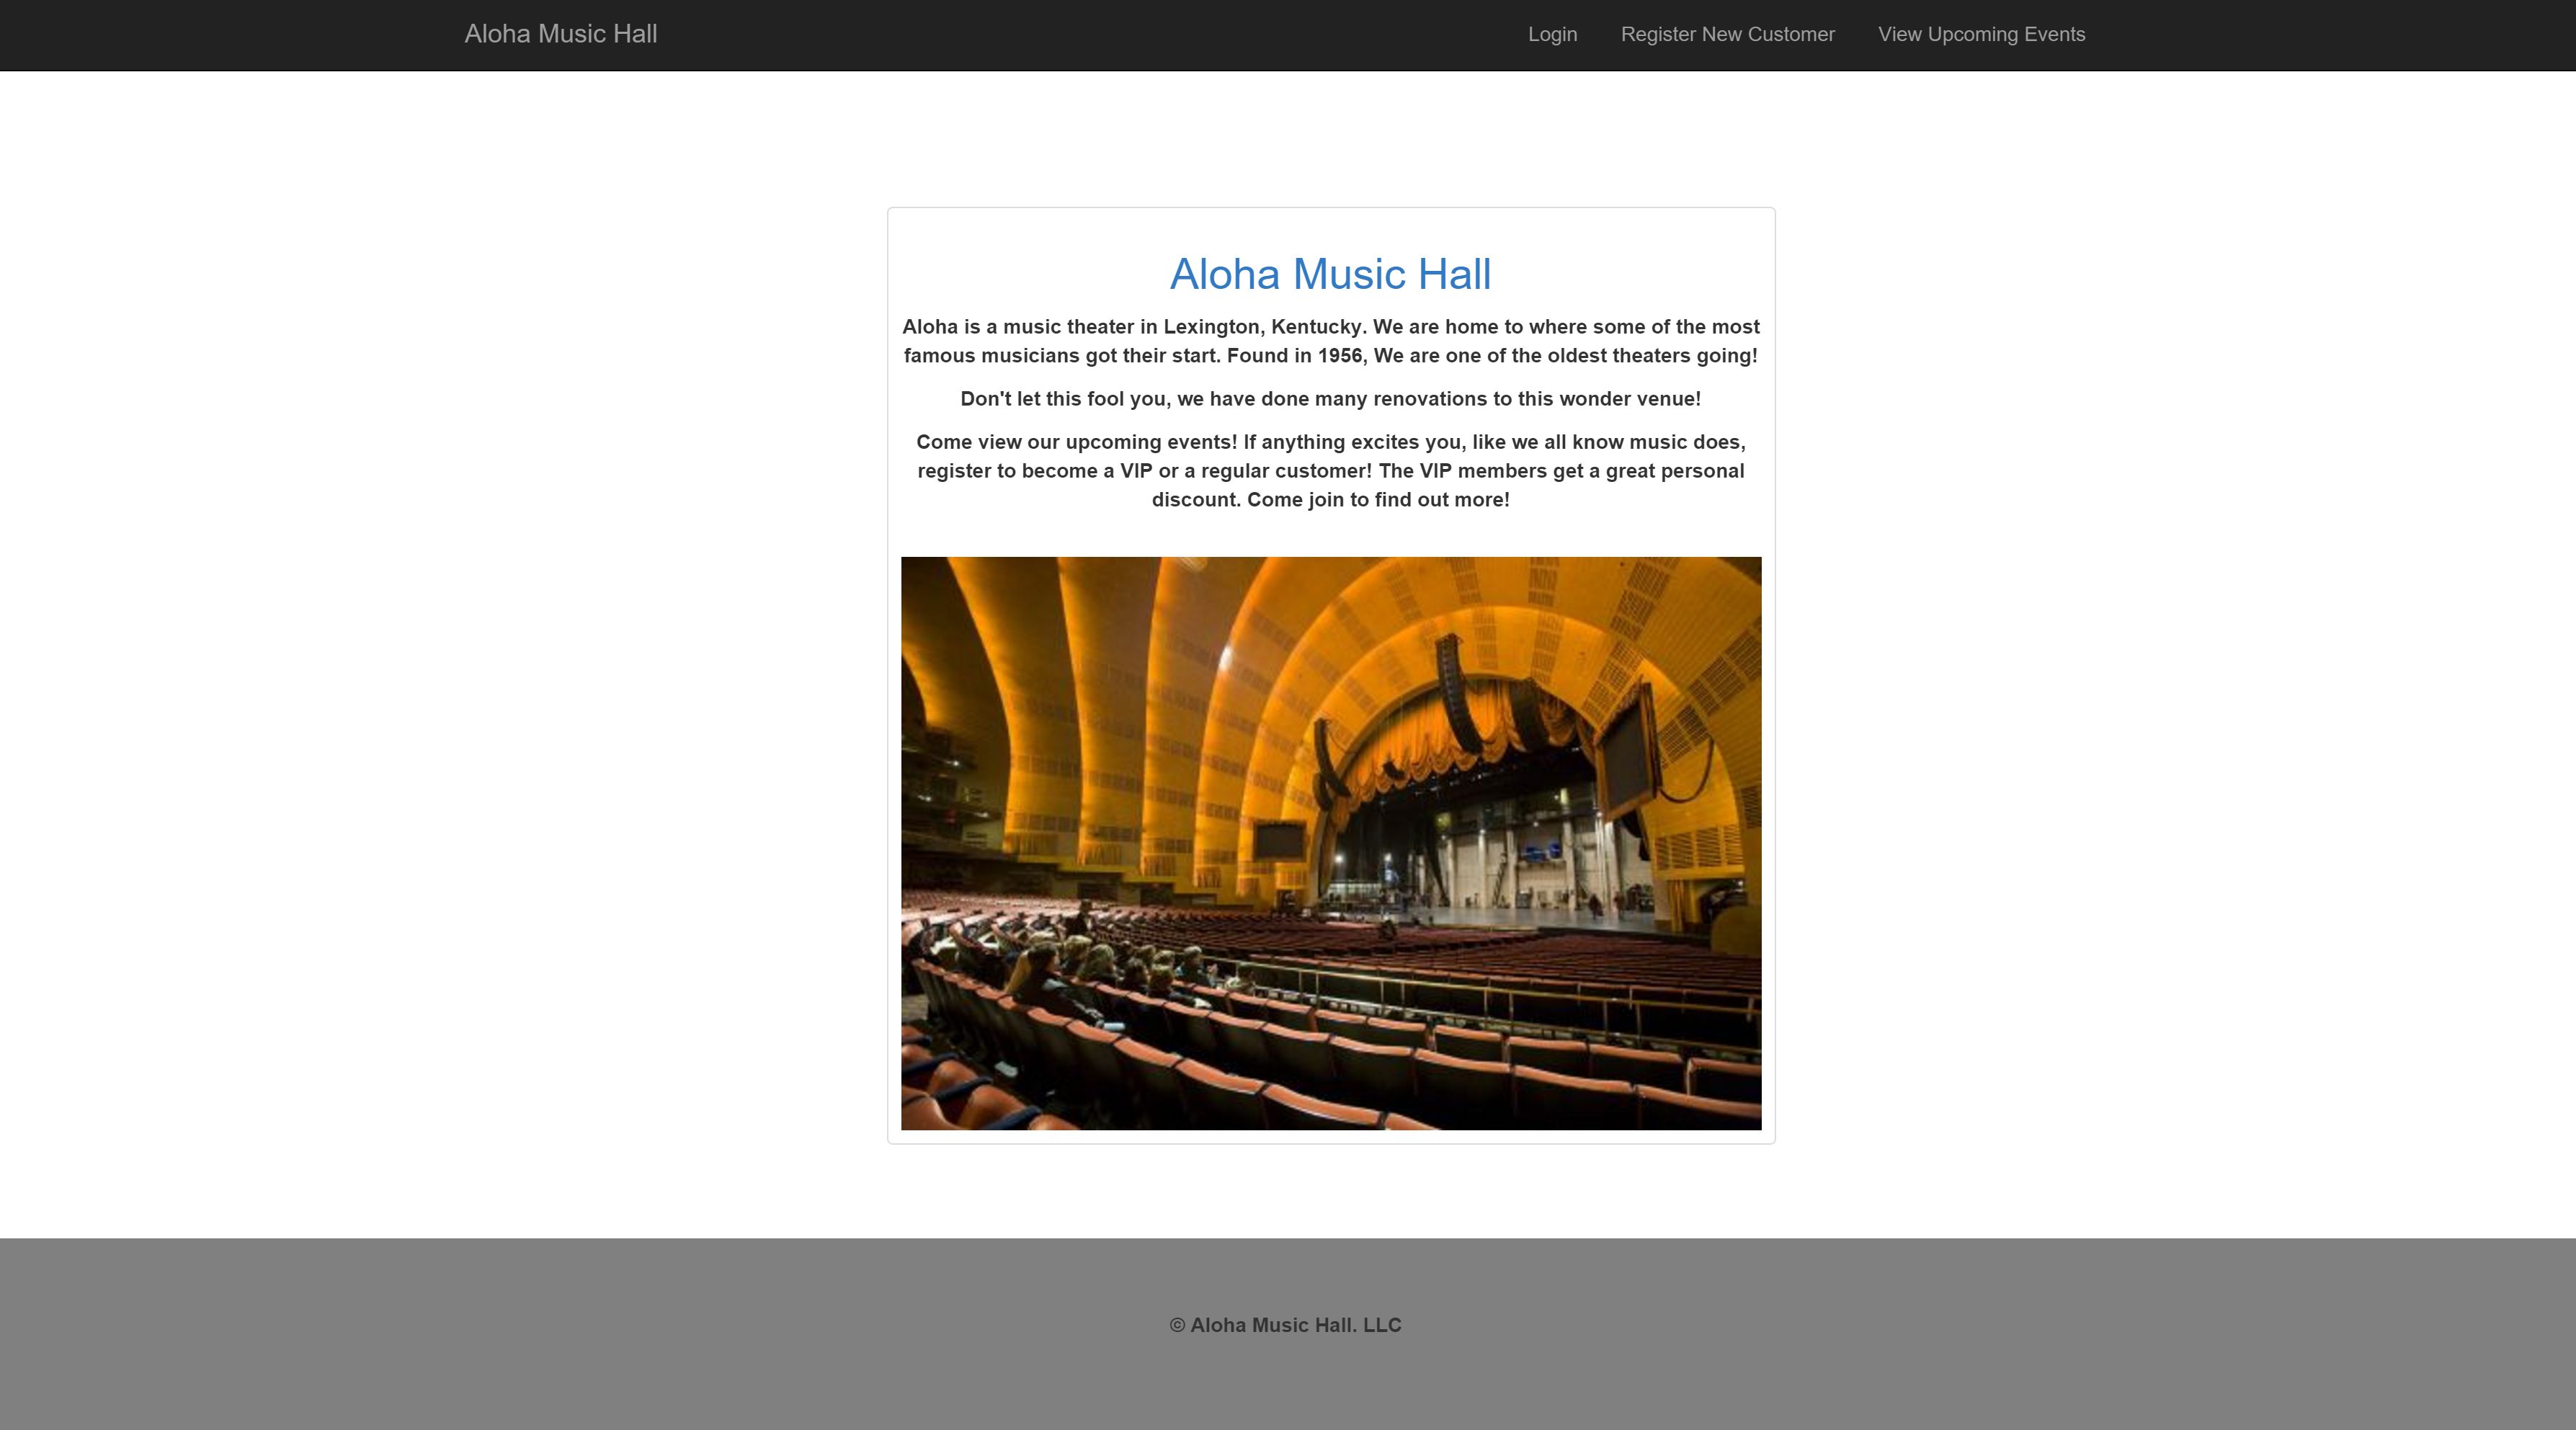 Aloha Music Hall
Login
Register New Customer
View Upcoming Events
Aloha Music Hall
Aloha is a music theater in Lexington, Kentucky. We are home to where some of the most
famous musicians got their start. Found in 1956, We are one of the oldest theaters going!
Don't let this fool you, we have done many renovations to this wonder venue!
Come view our upcoming events! If anything excites you, like we all know music does,
register to become a VIP or a regular customer! The VIP members get a great personal
discount. Come join to find out more!
© Aloha Music Hall. LLC